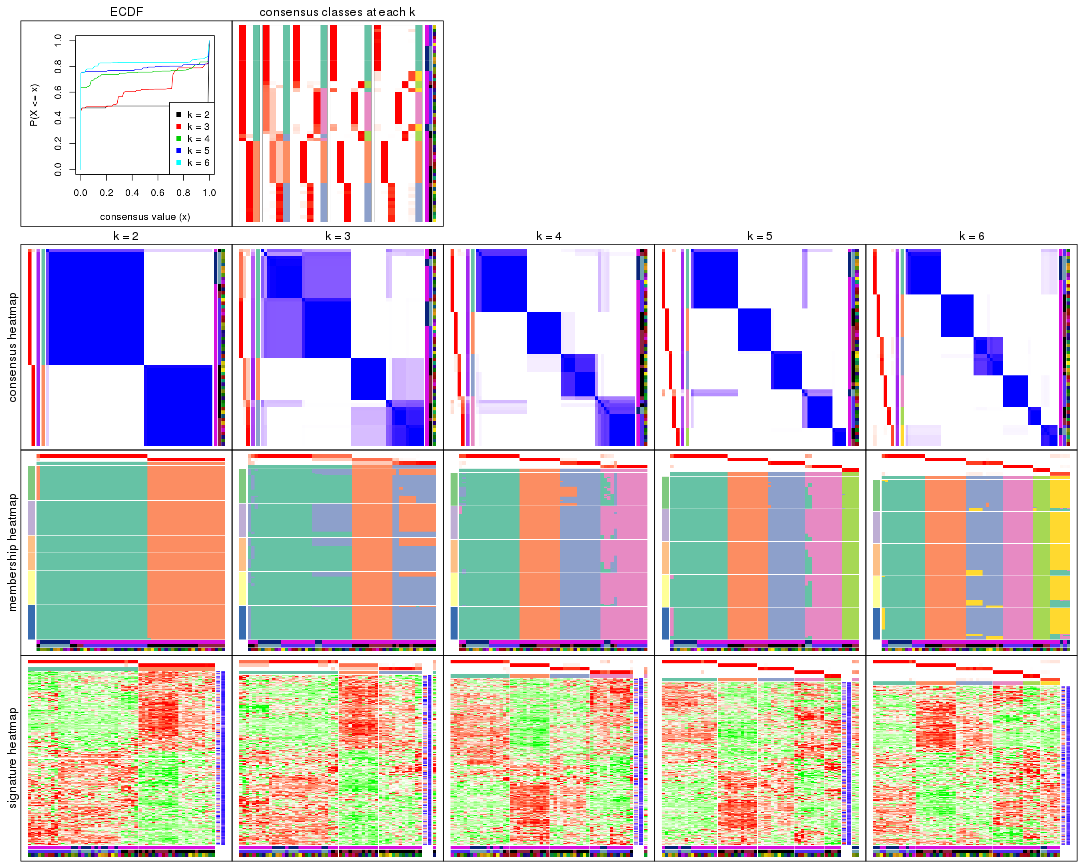 ECDF
consensus classes at each k
P(X <= x)
1.0
0.8
0.6
0.4
0.2
0.0
k = 2
k = 3
k = 4
k = 5
k = 6
0.0 0.2 0.4 0.6 0.8 1.0
consensus value (x)
k = 2
k = 3
k = 4
k = 5
k = 6
consensus heatmap
membership heatmap
signature heatmap